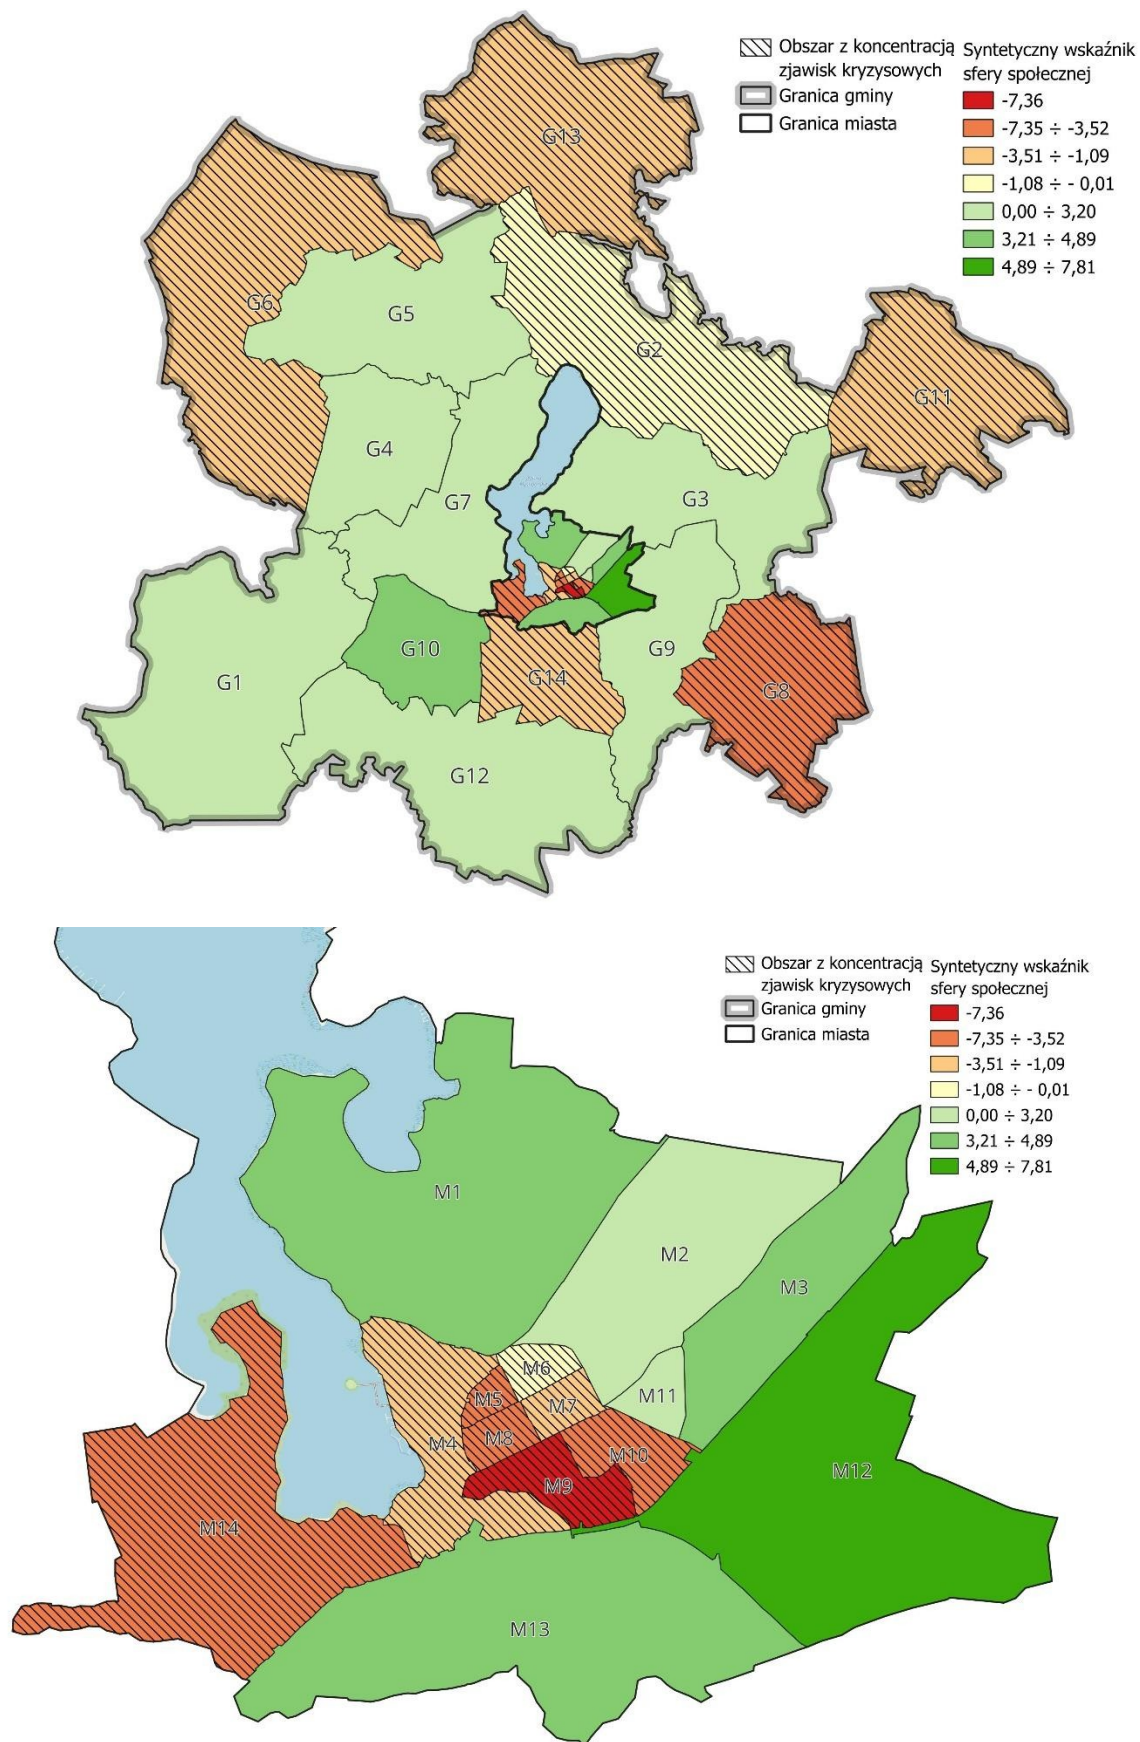 Obszar z koncentracją
zjawisk kryzysowych
Granica gminy
Granica miasta
Syntetyczny wskaźnik
sfery społecznej
-7,36
-7,35 ÷ -3,52
-3,51 ÷ -1,09
-1,08 ÷ - 0,01
0,00 ÷ 3,20
3,21 ÷ 4,89
4,89 ÷ 7,81
G13
G6
G5
G2
G11
G4
G7
G3
G10
G9
G14
G1
G8
G12
Obszar z koncentracją
zjawisk kryzysowych
Granica gminy
Granica miasta
Syntetyczny wskaźnik
sfery społecznej
-7,36
-7,35 ÷ -3,52
-3,51 ÷ -1,09
-1,08 ÷ - 0,01
0,00 ÷ 3,20
3,21 ÷ 4,89
4,89 ÷ 7,81
M1
M2
M3
M6
M5
M7
M11
M4
M8
M10
M9
M12
M14
M13